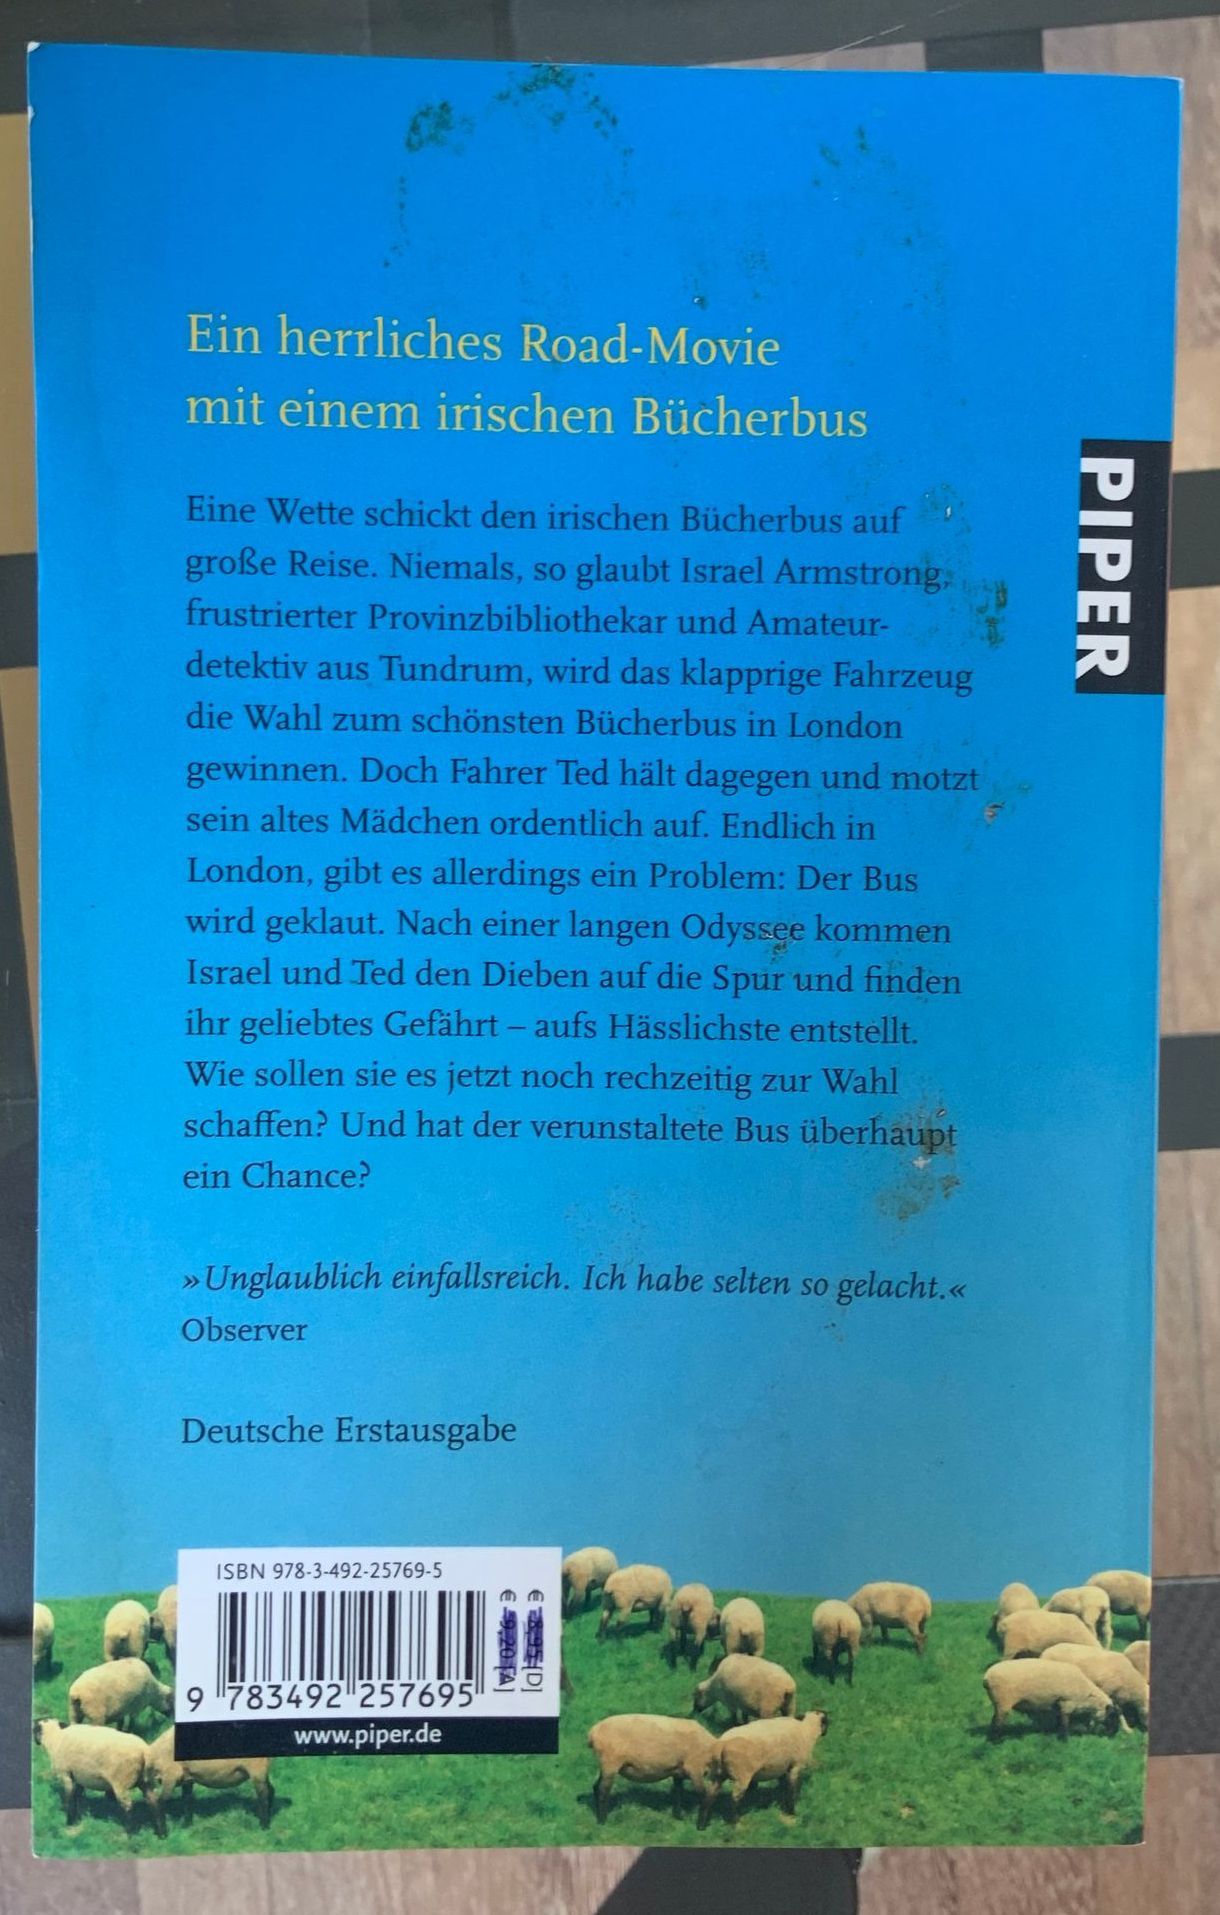 Ein herrliches Road-Movie
mit einem irischen Bücherbus
PIPER
Eine Wette schickt den irischen Bücherbus auf
große Reise. Niemals, so glaubt Israel Armstrong,
frustrierter Provinzbibliothekar und Amateur-
detektiv aus Tundrum, wird das klapprige Fahrzeug
die Wahl zum schönsten Bücherbus in London
gewinnen. Doch Fahrer Ted hält dagegen und motzt
sein altes Mädchen ordentlich auf. Endlich in
London, gibt es allerdings ein Problem: Der Bus
wird geklaut. Nach einer langen Odyssee kommen
Israel und Ted den Dieben auf die Spur und finden
ihr geliebtes Gefährt – aufs Hässlichste entstellt.
Wie sollen sie es jetzt noch rechzeitig zur Wahl
schaffen? Und hat der verunstaltete Bus überhaupt
ein Chance?
»Unglaublich einfallsreich. Ich habe selten so gelacht.«
Observer
Deutsche Erstausgabe
ISBN 978-3-492-25769-5
€ 8,95 [D]
€ 9,20 [A]
9 783492 257695
www.piper.de